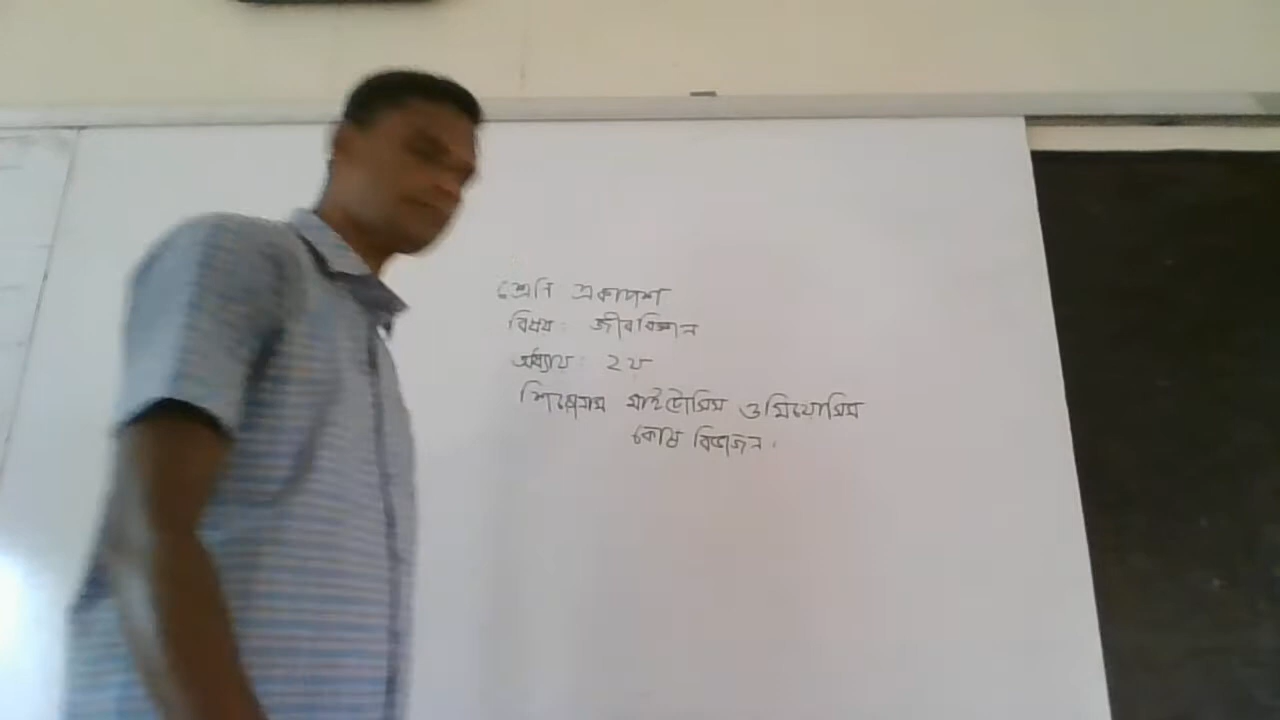 শ্রেণি একাদশ
বিষয়: জীববিজ্ঞান
অধ্যায়: ২য়
শিরোনাম মাইটোসিস ও মিয়োসিস
কোষ বিভাজন।